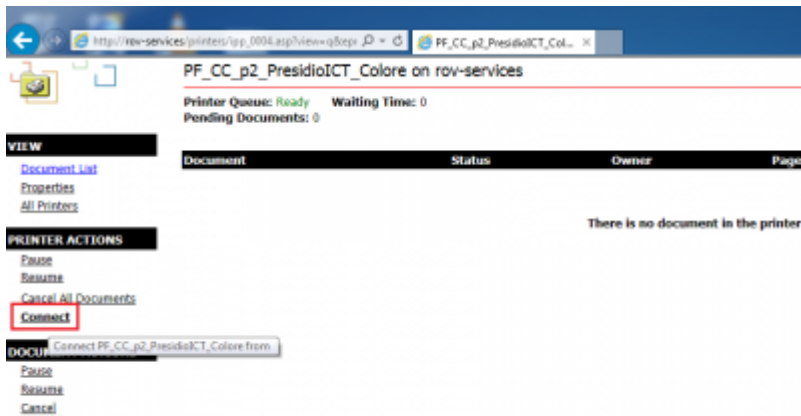 http://rov-services/printers/ipp_0004.asp?view=q&epr
PF_CC_p2_PresidioICT_Col...
PF_CC_p2_PresidioICT_Colore on rov-services
Printer Queue: Ready Waiting Time: 0
Pending Documents: 0
VIEW
Document List
Properties
All Printers
Document Status Owner Page
There is no document in the printer
PRINTER ACTIONS
Pause
Resume
Cancel All Documents
Connect
Connect PF_CC_p2_PresidioICT_Colore from
Pause
Resume
Cancel